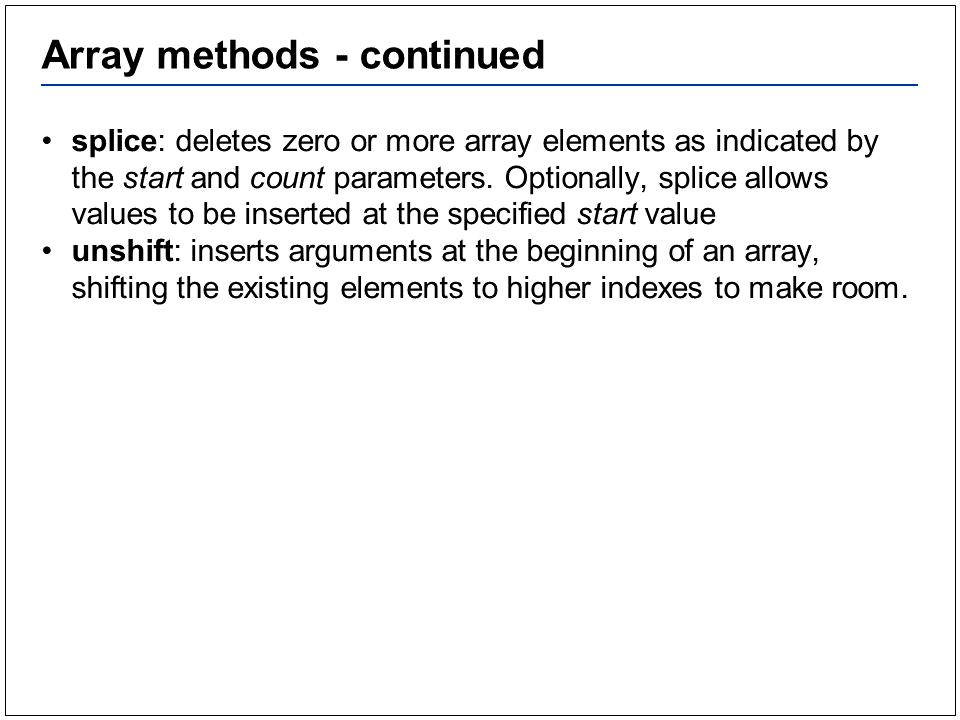 Array methods - continued
• splice: deletes zero or more array elements as indicated by
the start and count parameters. Optionally, splice allows
values to be inserted at the specified start value
• unshift: inserts arguments at the beginning of an array,
shifting the existing elements to higher indexes to make room.